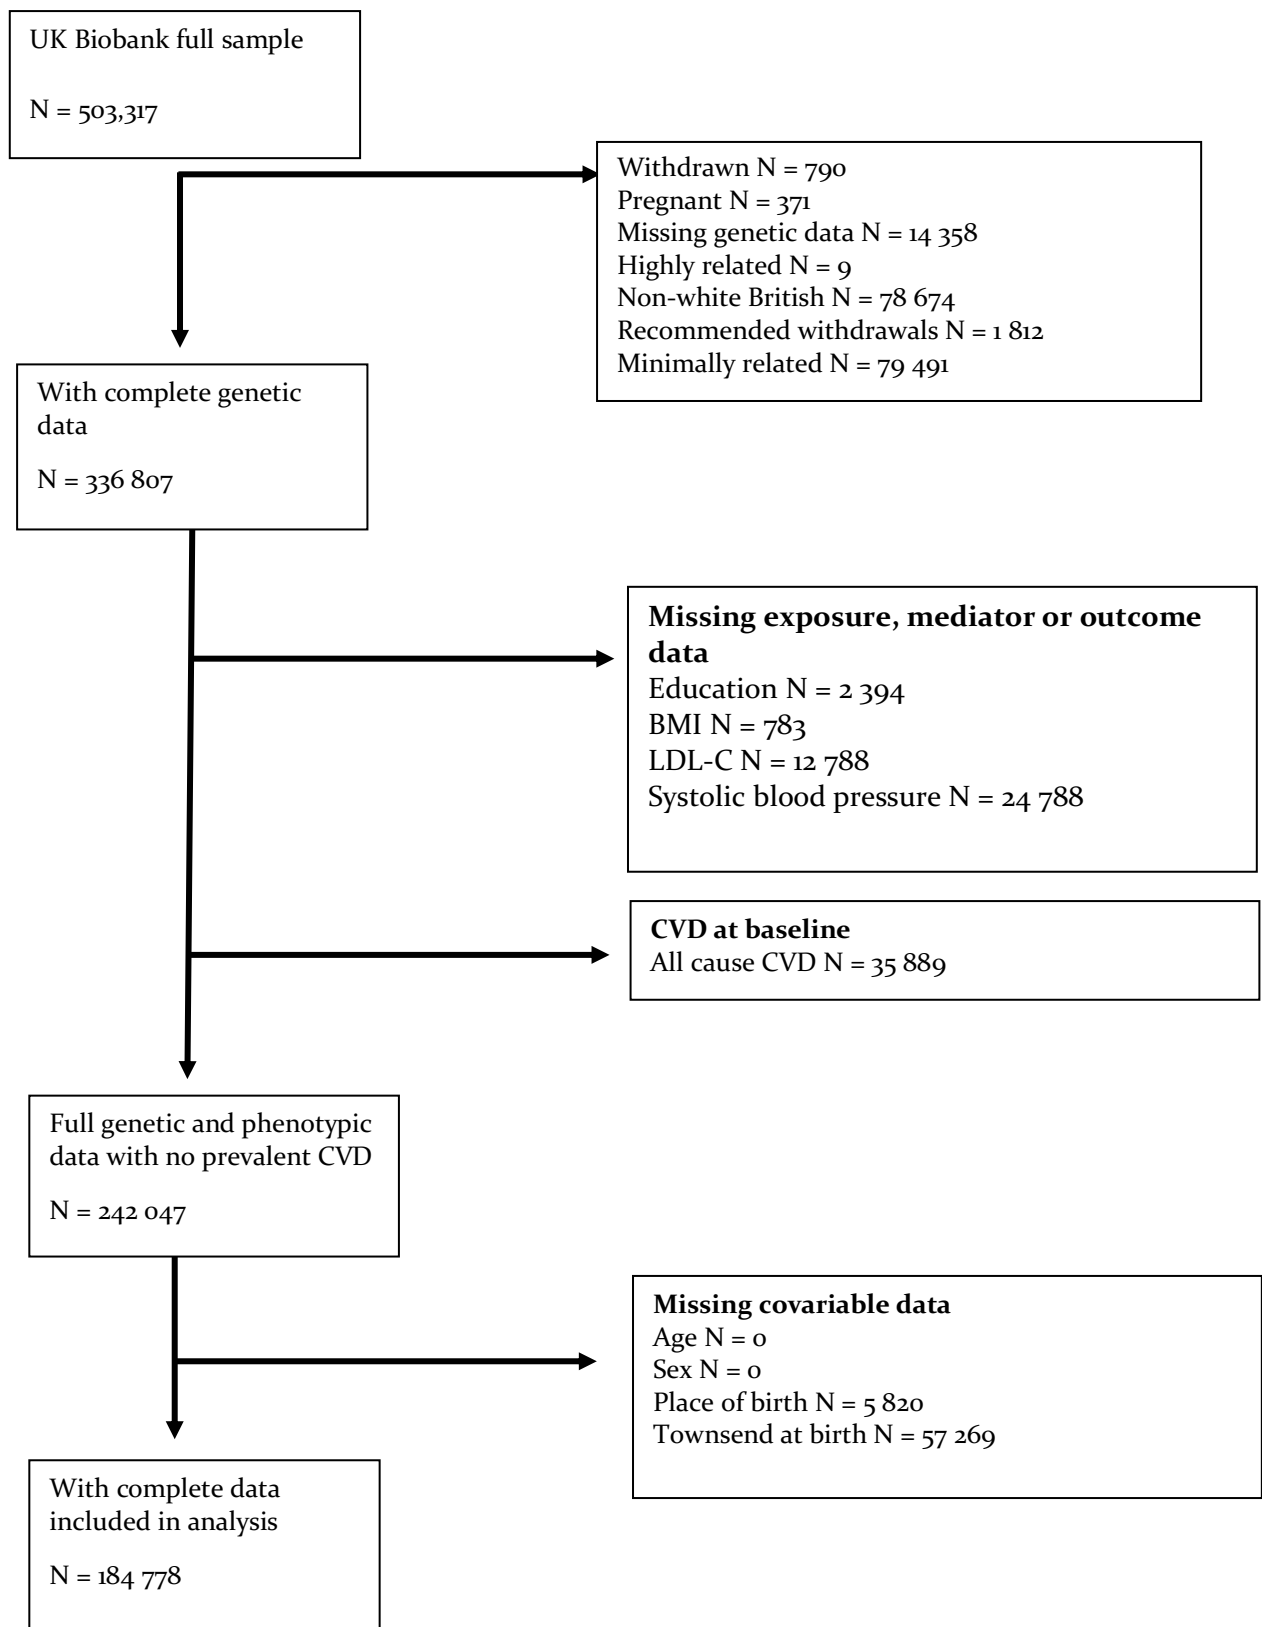 UK Biobank full sample
N = 503,317
Withdrawn N = 790
Pregnant N = 371
Missing genetic data N = 14 358
Highly related N = 9
Non-white British N = 78 674
Recommended withdrawals N = 1 812
Minimally related N = 79 491
With complete genetic
data
N = 336 807
Missing exposure, mediator or outcome
data
Education N = 2 394
BMI N = 783
LDL-C N = 12 788
Systolic blood pressure N = 24 788
CVD at baseline
All cause CVD N = 35 889
Full genetic and phenotypic
data with no prevalent CVD
N = 242 047
Missing covariable data
Age N = 0
Sex N = 0
Place of birth N = 5 820
Townsend at birth N = 57 269
With complete data
included in analysis
N = 184 778